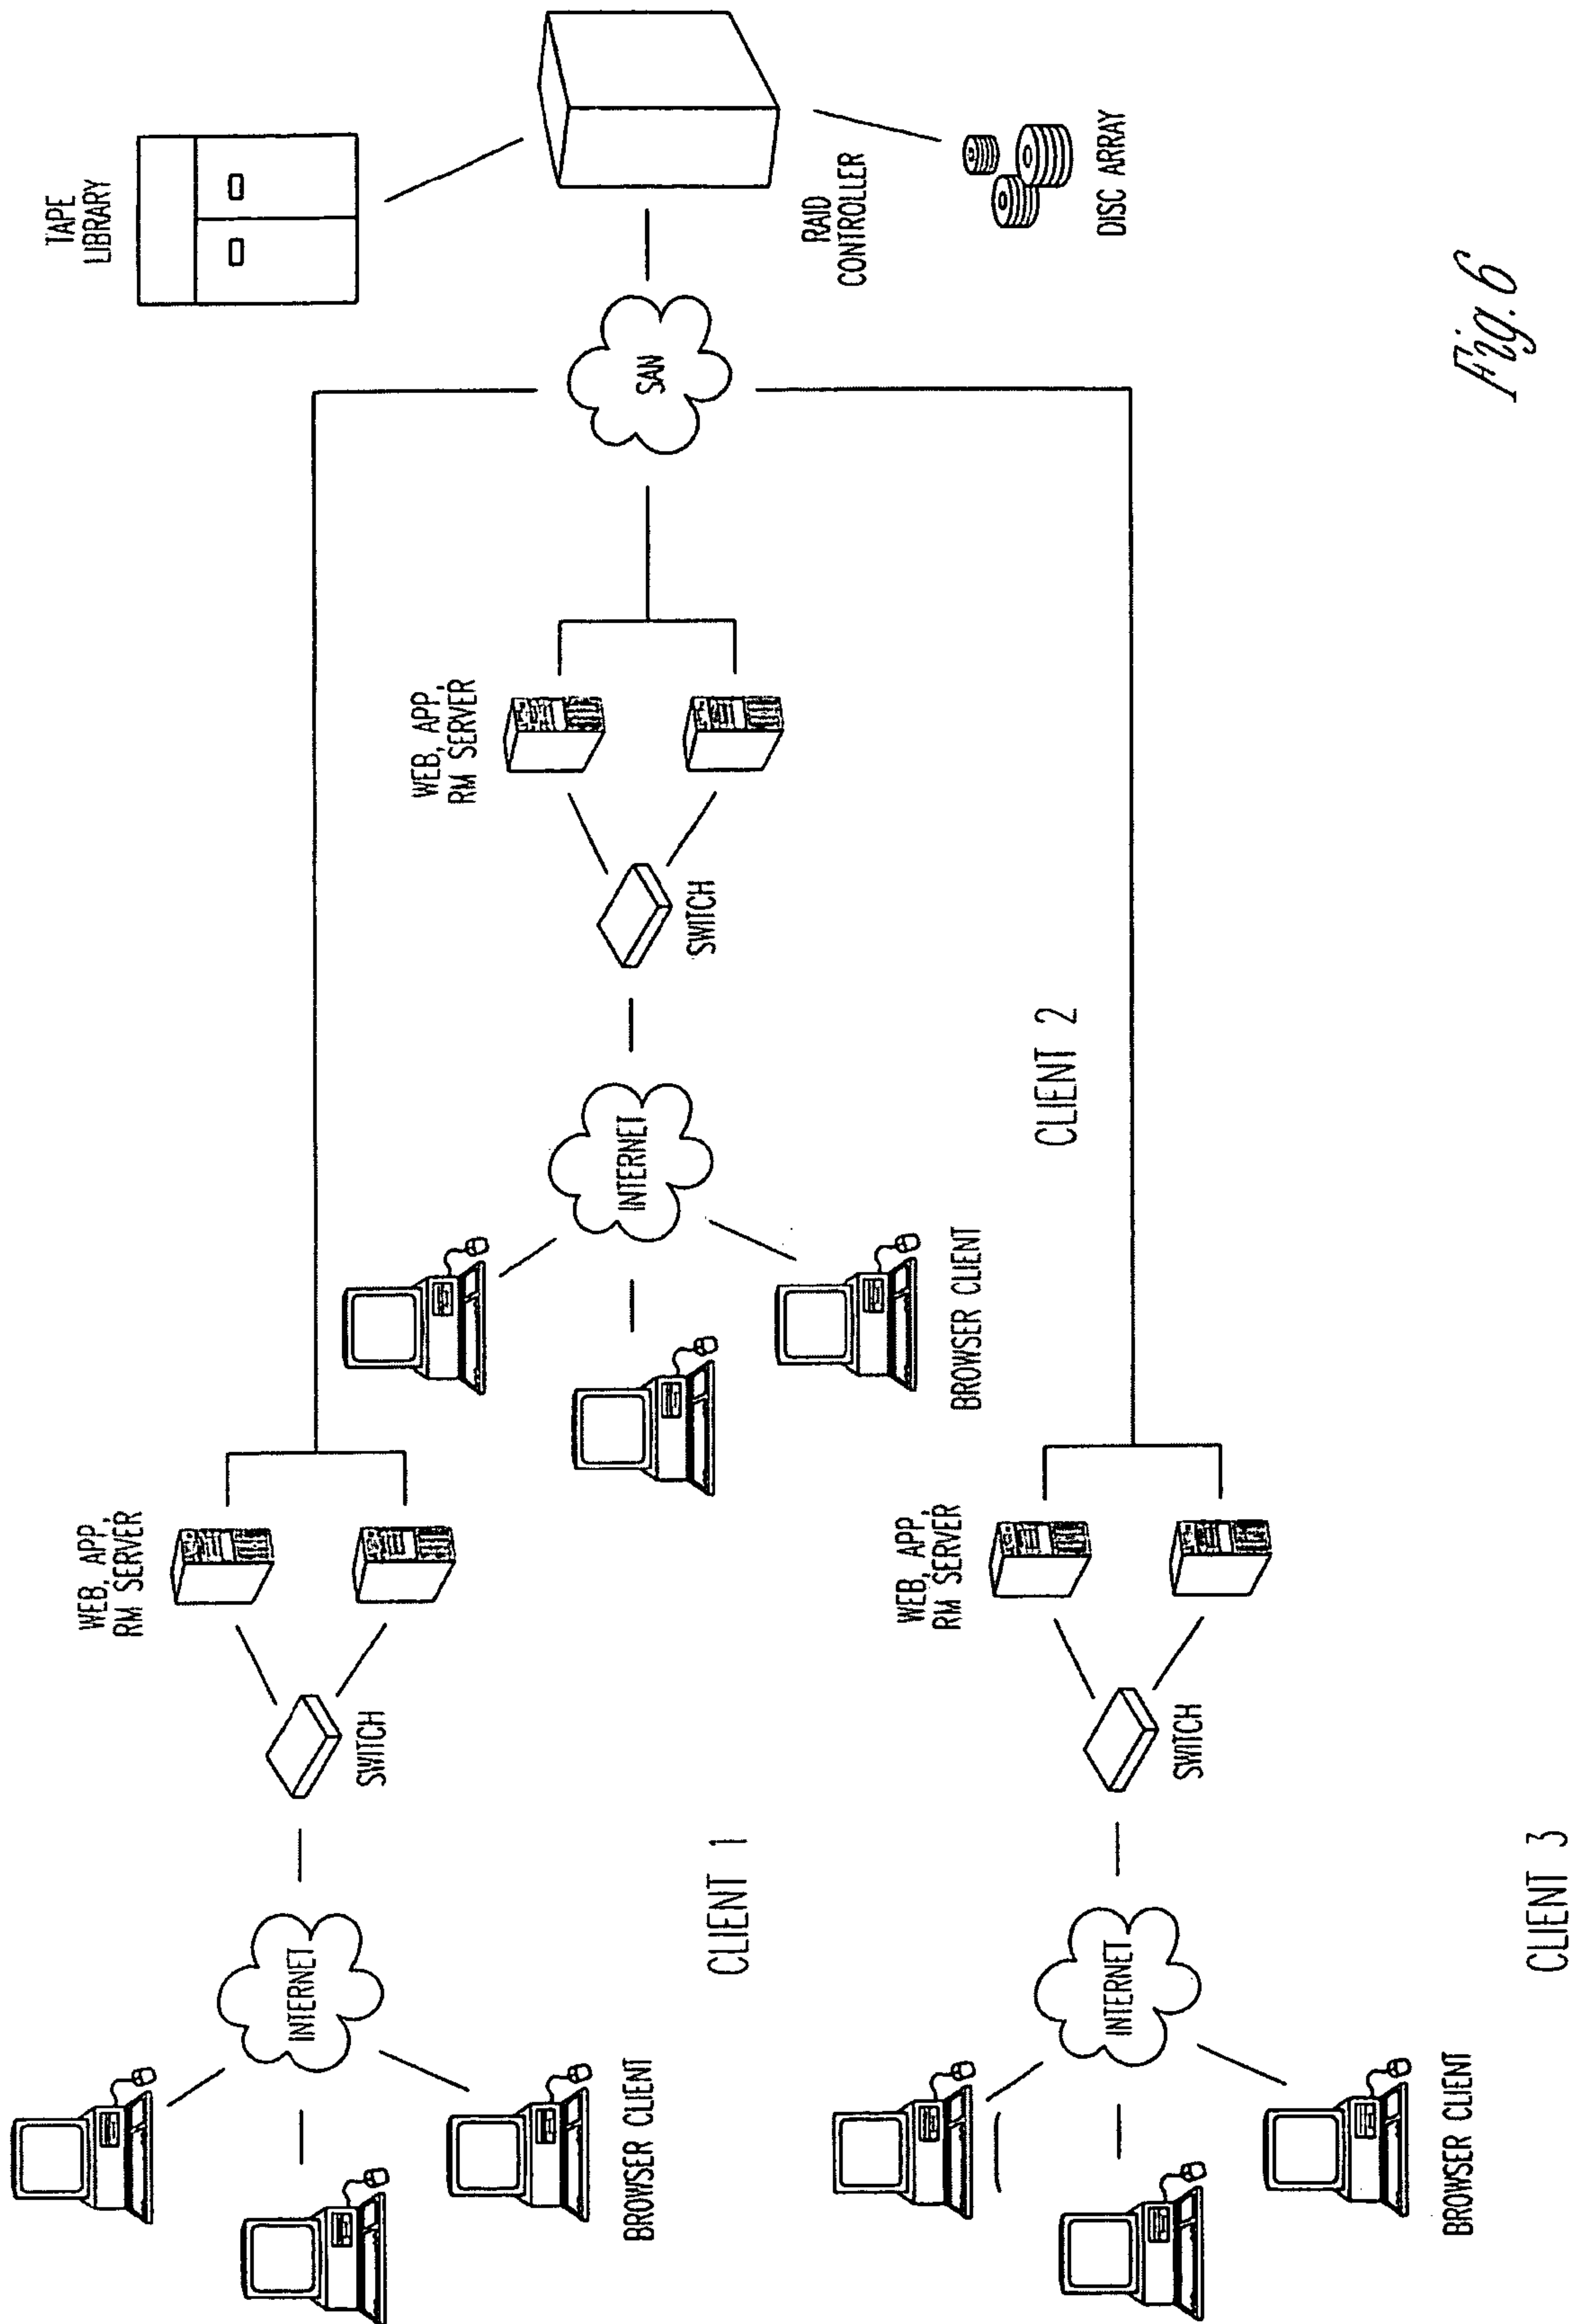 TAPE
LIBRARY
RAID
CONTROLLER
DISC ARRAY
SAN
WEB, APP,
RM SERVER
SWITCH
INTERNET
BROWSER CLIENT
CLIENT 2
WEB, APP,
RM SERVER
SWITCH
INTERNET
BROWSER CLIENT
CLIENT 1
WEB, APP,
RM SERVER
SWITCH
INTERNET
BROWSER CLIENT
CLIENT 3
Fig. 6